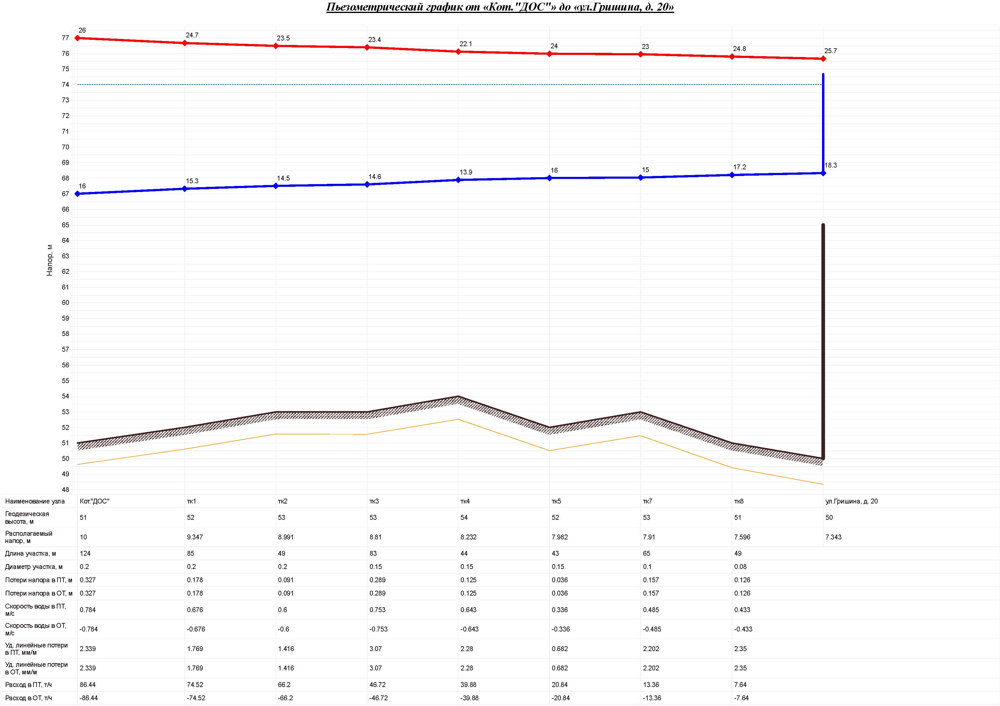 Пьезометрический график от «Кот."ДОС"» до «ул.Гришина, д. 20»
26
24.7
23.5
23.4
22.1
24
23
24.8
25.7
16
15.3
14.5
14.6
13.9
16
15
17.2
18.3
Напор, м
77
76
75
74
73
72
71
70
69
68
67
66
65
64
63
62
61
60
59
58
57
56
55
54
53
52
51
50
49
48
Наименование узла Кот."ДОС" тк1 тк2 тк3 тк4 тк5 тк7 тк8 ул.Гришина, д. 20
Геодезическая
высота, м
51 52 53 53 54 52 53 51 50
Располагаемый
напор, м
10 9.347 8.991 8.81 8.232 7.982 7.91 7.596 7.343
Длина участка, м 124 85 49 83 44 43 65 49
Диаметр участка, м 0.2 0.2 0.2 0.15 0.15 0.15 0.1 0.08
Потери напора в ПТ, м 0.327 0.178 0.091 0.289 0.125 0.036 0.157 0.126
Потери напора в ОТ, м 0.327 0.178 0.091 0.289 0.125 0.036 0.157 0.126
Скорость воды в ПТ,
м/с
0.784 0.676 0.6 0.753 0.643 0.336 0.485 0.433
Скорость воды в ОТ,
м/с
-0.784 -0.676 -0.6 -0.753 -0.643 -0.336 -0.485 -0.433
Уд. линейные потери
в ПТ, мм/м
2.339 1.769 1.416 3.07 2.28 0.682 2.202 2.35
Уд. линейные потери
в ОТ, мм/м
2.339 1.769 1.416 3.07 2.28 0.682 2.202 2.35
Расход в ПТ, т/ч 86.44 74.52 66.2 46.72 39.88 20.84 13.36 7.64
Расход в ОТ, т/ч -86.44 -74.52 -66.2 -46.72 -39.88 -20.84 -13.36 -7.64